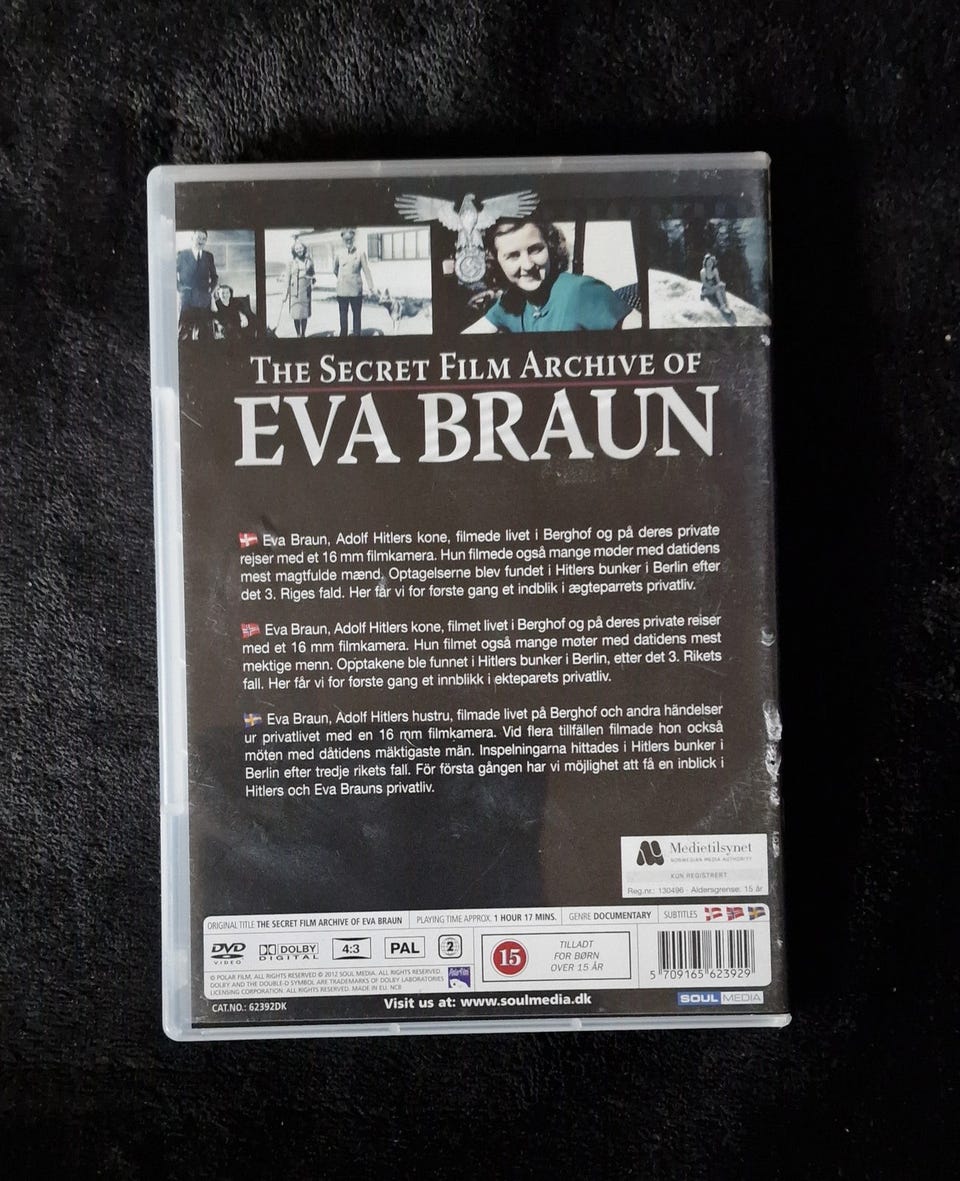 THE SECRET FILM ARCHIVE OF
EVA BRAUN
Eva Braun, Adolf Hitlers kone, filmede livet i Berghof og på deres private
rejser med et 16 mm filmkamera. Hun filmede også mange møder med datidens
mest magtfulde mænd. Optagelserne blev fundet i Hitlers bunker i Berlin efter
det 3. Riges fald. Her får vi for første gang et indblik i ægteparrets privatliv.
Eva Braun, Adolf Hitlers kone, filmet livet i Berghof og på deres private reiser
med et 16 mm filmkamera. Hun filmet også mange møter med datidens mest
mektige menn. Opptakene ble funnet i Hitlers bunker i Berlin, etter det 3. Rikets
fall. Her får vi for første gang et innblikk i ekteparets privatliv.
Eva Braun, Adolf Hitlers hustru, filmade livet på Berghof och andra händelser
ur privatlivet med en 16 mm filmkamera. Vid flera tillfällen filmade hon också
möten med dåtidens mäktigaste män. Inspelningarna hittades i Hitlers bunker i
Berlin efter tredje rikets fall. För första gången har vi möjlighet att få en inblick i
Hitlers och Eva Brauns privatliv.
Medietilsynet
NORWEGIAN MEDIA AUTHORITY
KUN REGISTRERT
Reg.nr.: 130496 - Aldersgrense: 15 år
ORIGINAL TITLE THE SECRET FILM ARCHIVE OF EVA BRAUN PLAYING TIME APPROX. 1 HOUR 17 MINS. GENRE DOCUMENTARY SUBTITLES
DVD VIDEO DOLBY DIGITAL 4:3 PAL 2
15
TILLADT
FOR BØRN
OVER 15 ÅR
5 709165 623929
© POLAR FILM. ALL RIGHTS RESERVED © 2012 SOUL MEDIA. ALL RIGHTS RESERVED.
DOLBY AND THE DOUBLE-D SYMBOL ARE TRADEMARKS OF DOLBY LABORATORIES
LICENSING CORPORATION. ALL RIGHTS RESERVED. MADE IN EU. NCB
Polarfilm
CAT.NO.: 62392DK
Visit us at: www.soulmedia.dk
SOUL MEDIA